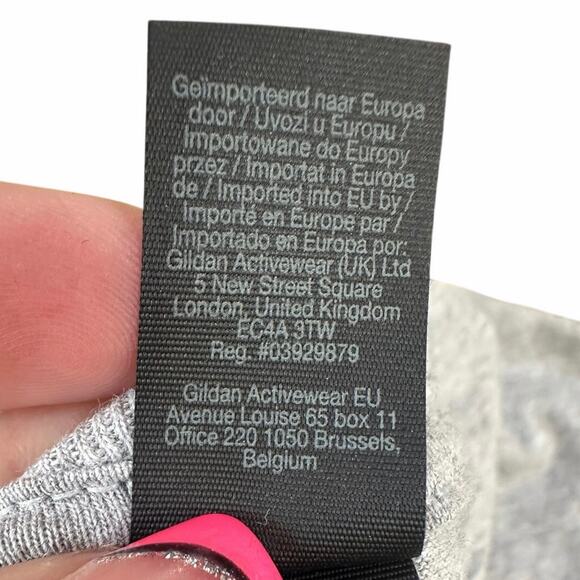 Geïmporteerd naar Europa
door / Uvozi u Europu /
Importowane do Europy
przez / Importat in Europa
de / Imported into EU by /
Importé en Europe par /
Importado en Europa por:
Gildan Activewear (UK) Ltd
5 New Street Square
London, United Kingdom
EC4A 3TW
Reg. #03929879
Gildan Activewear EU
Avenue Louise 65 box 11
Office 220 1050 Brussels,
Belgium